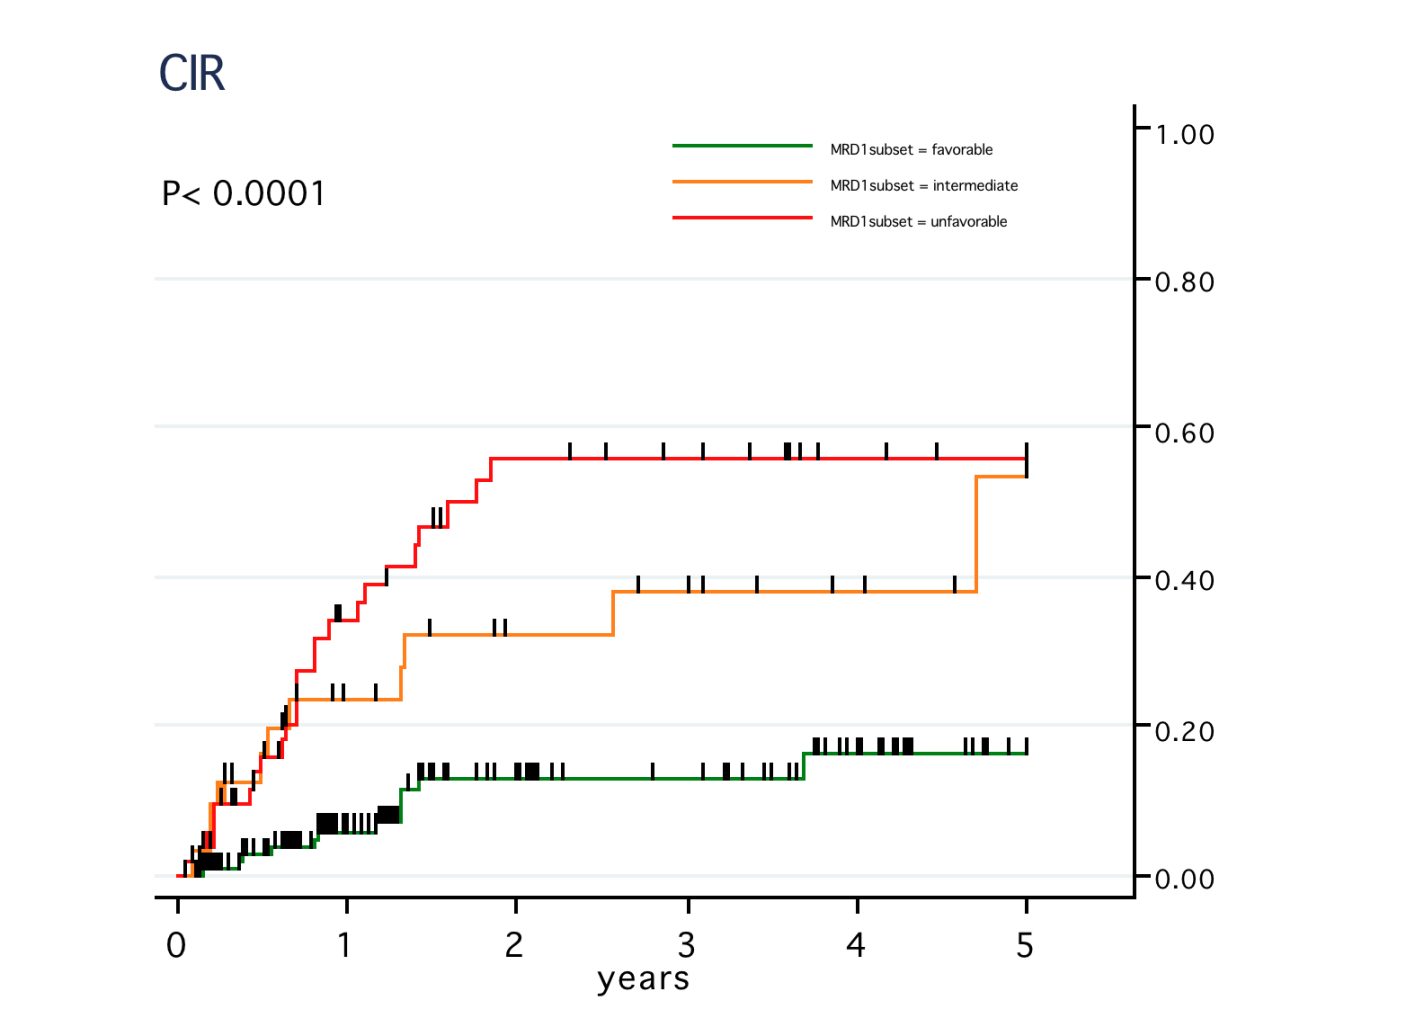 CIR
P< 0.0001
MRD1subset = favorable
MRD1subset = intermediate
MRD1subset = unfavorable
1.00
0.80
0.60
0.40
0.20
0.00
0 1 2 3 4 5
years